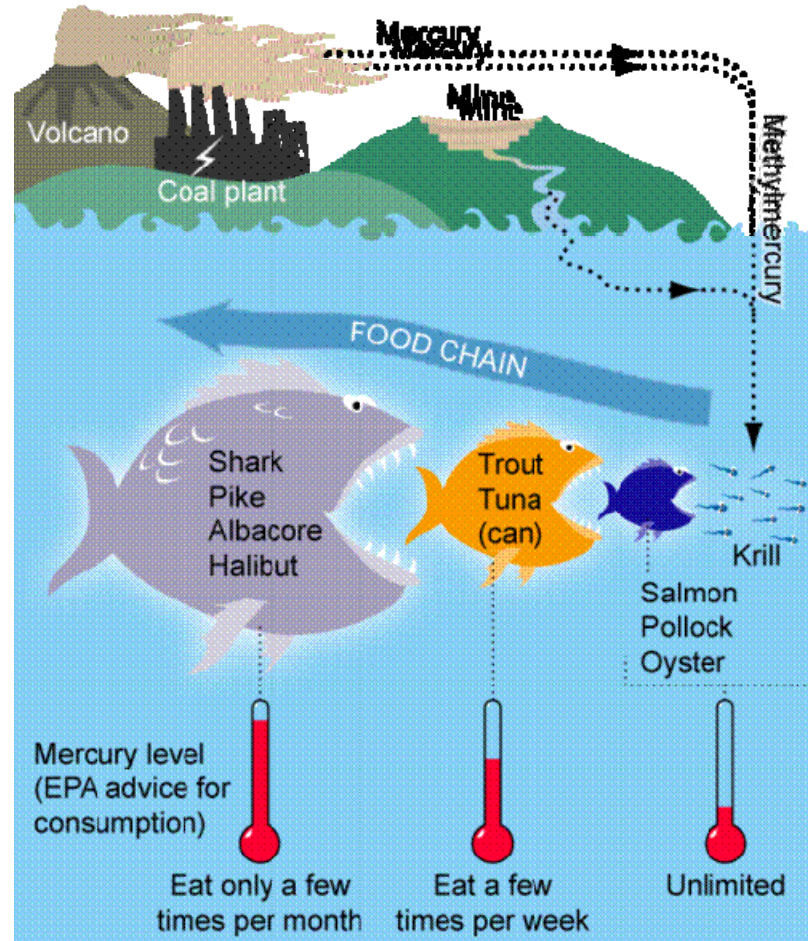 Mercury
Mine
Volcano
Coal plant
Methylmercury
FOOD CHAIN
Shark
Pike
Albacore
Halibut
Trout
Tuna
(can)
Krill
Salmon
Pollock
Oyster
Mercury level
(EPA advice for
consumption)
Eat only a few
times per month
Eat a few
times per week
Unlimited